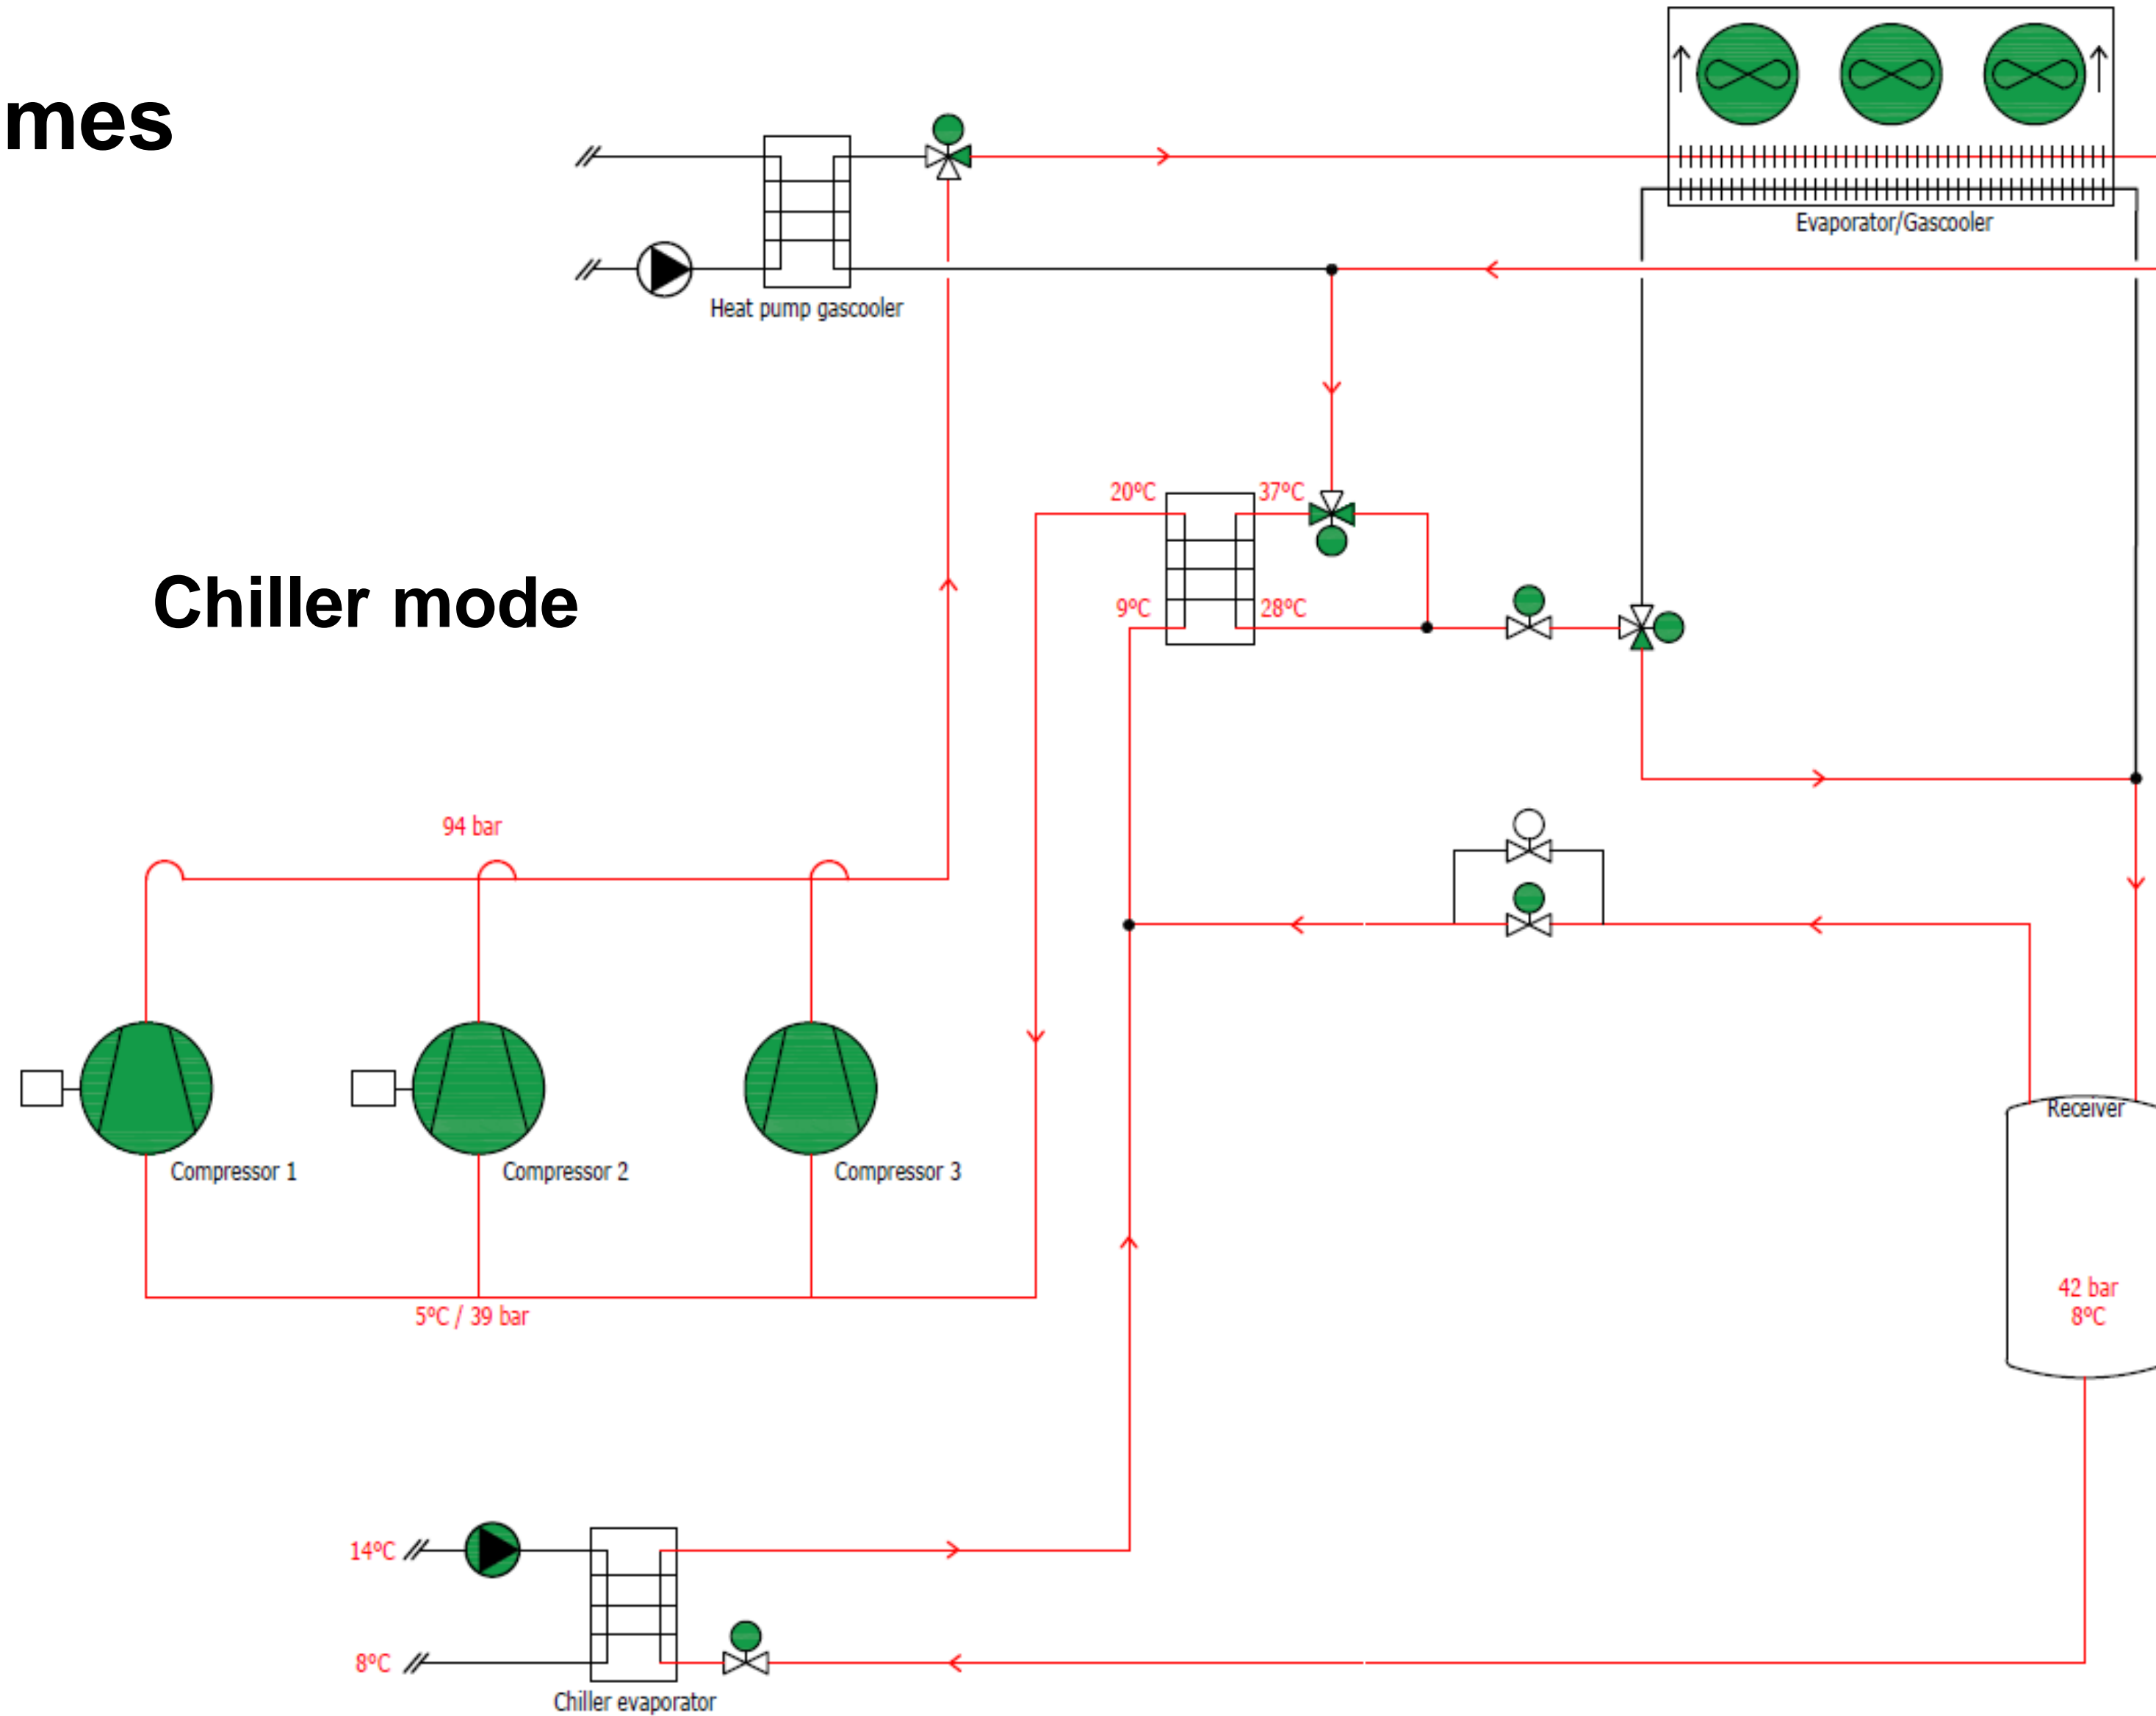 mes
Evaporator/Gascooler
Heat pump gascooler
20ºC
37ºC
Chiller mode
9ºC
28ºC
94 bar
Receiver
Compressor 1
Compressor 2
Compressor 3
42 bar
8ºC
5ºC / 39 bar
14ºC
8ºC
Chiller evaporator